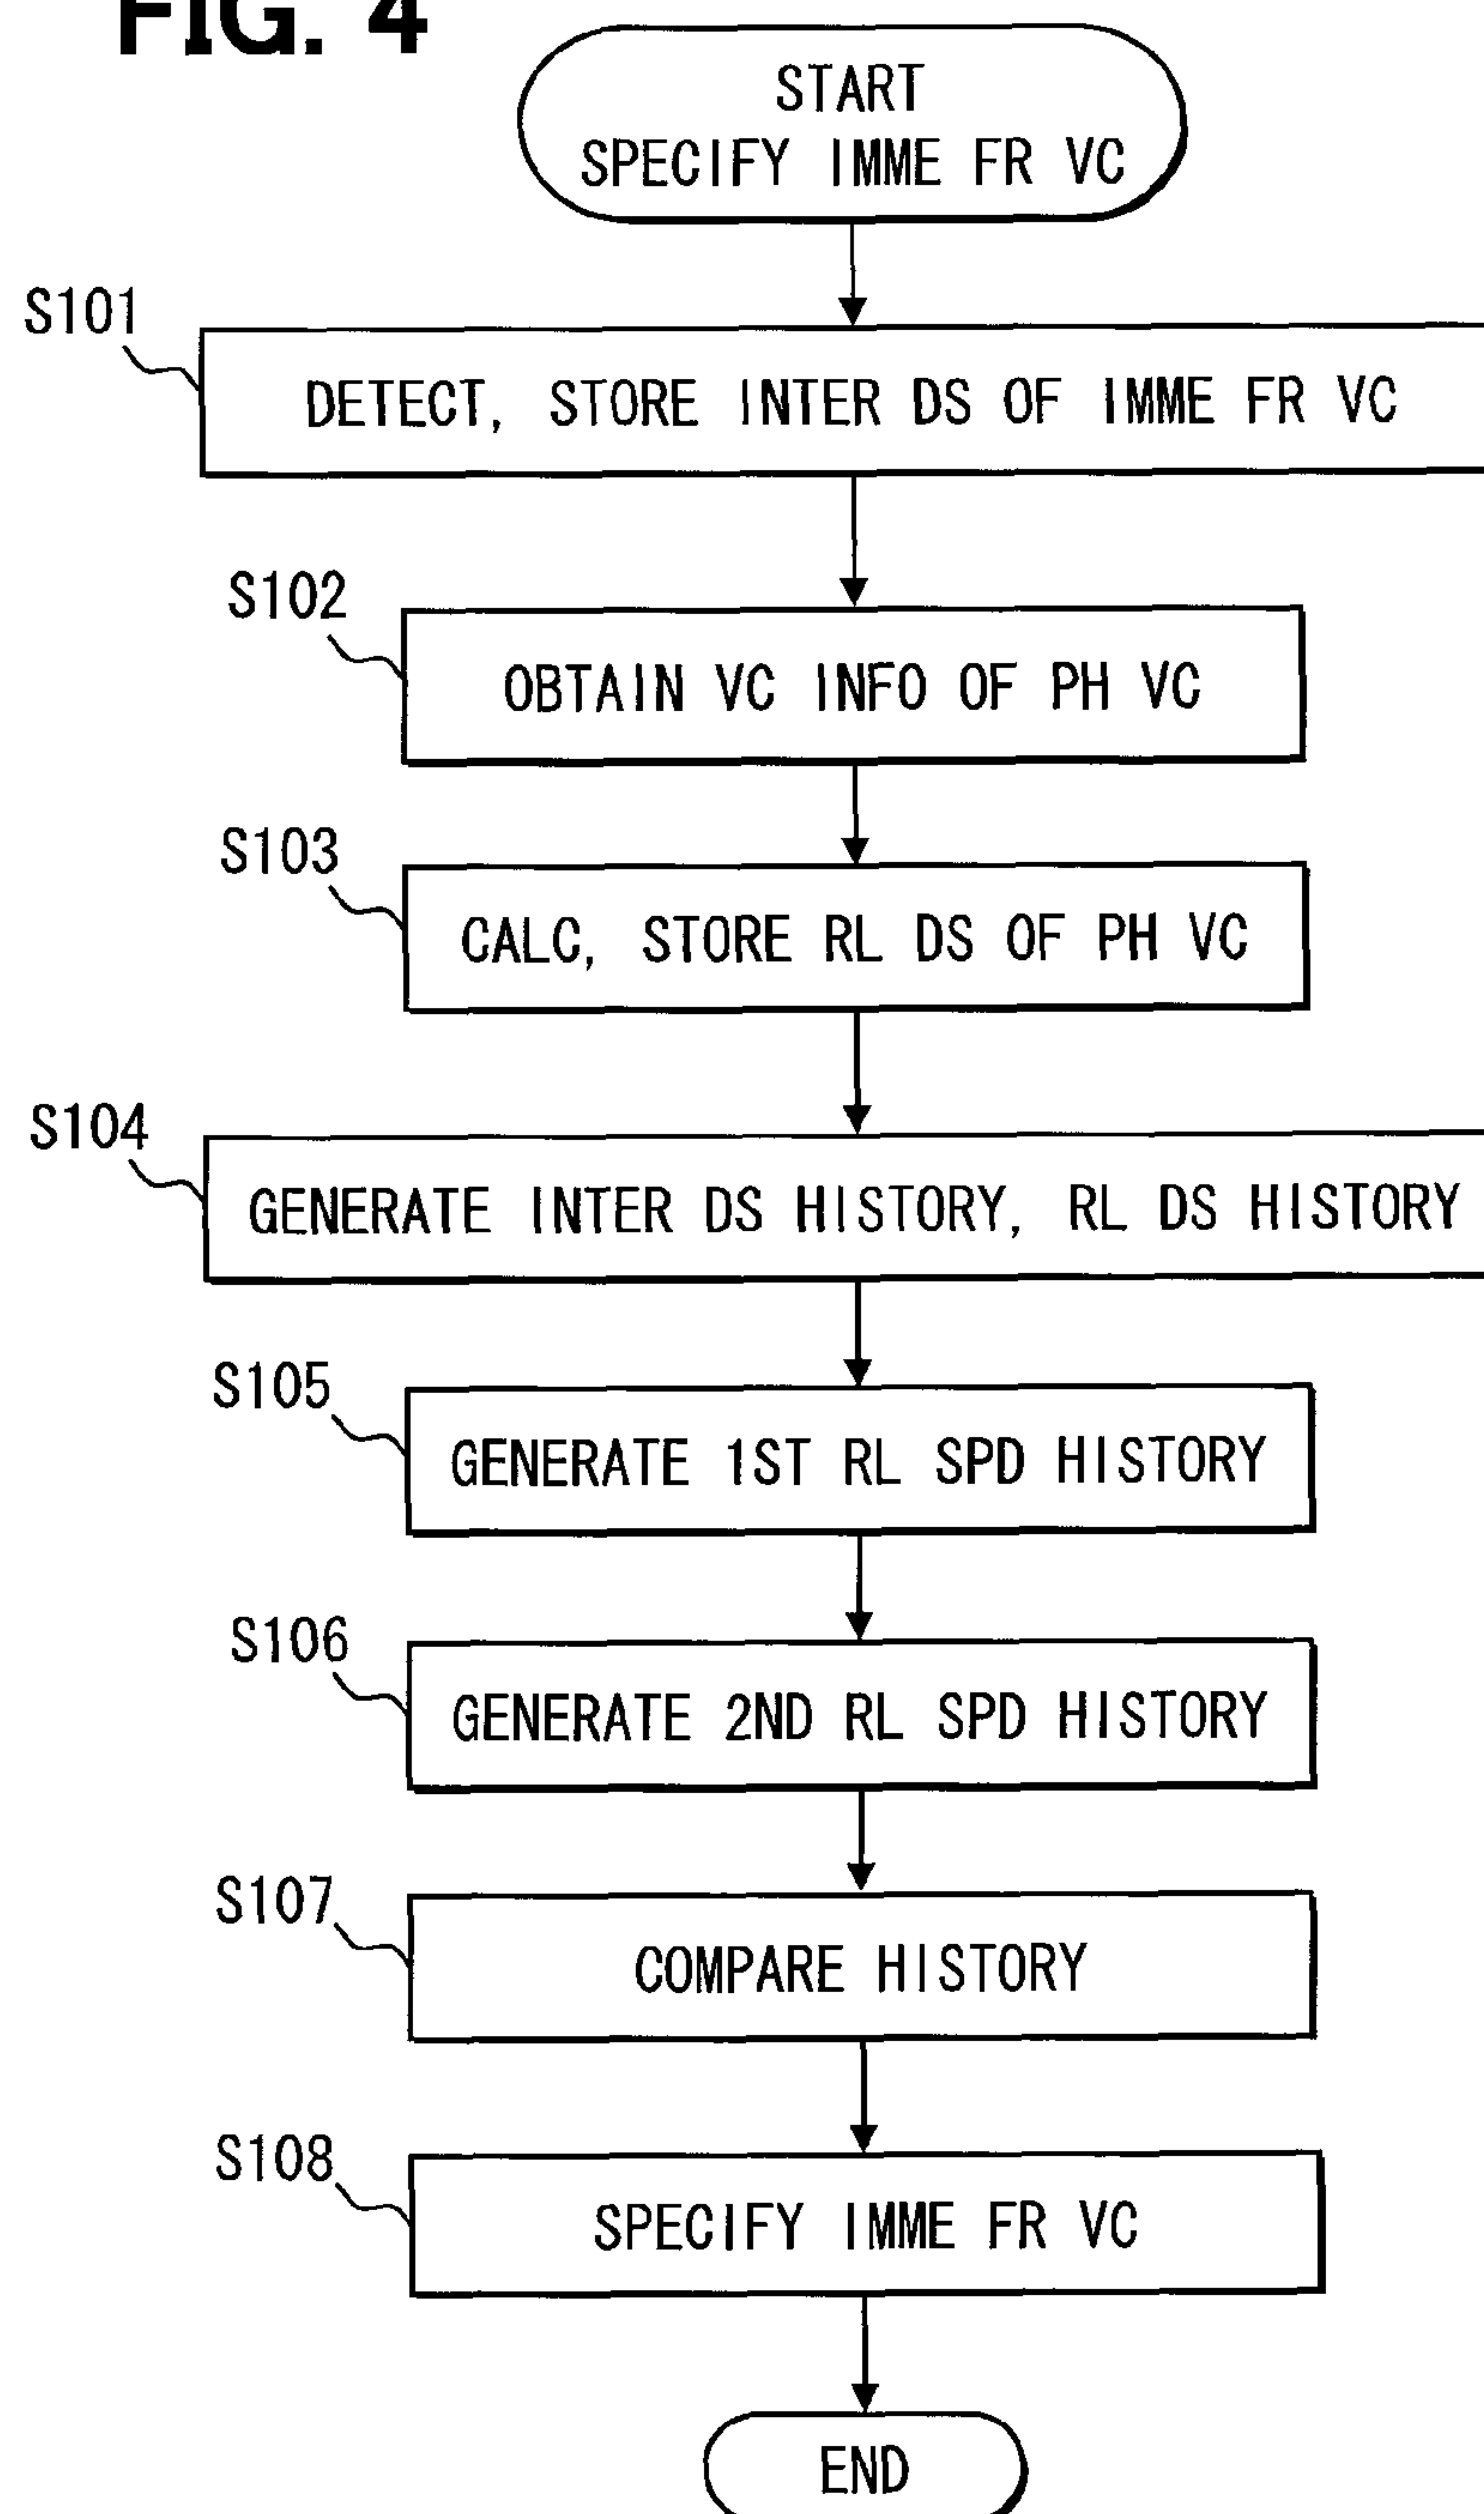 FIG. 4
START
SPECIFY IMME FR VC
S101
DETECT, STORE INTER DS OF IMME FR VC
S102
OBTAIN VC INFO OF PH VC
S103
CALC, STORE RL DS OF PH VC
S104
GENERATE INTER DS HISTORY, RL DS HISTORY
S105
GENERATE 1ST RL SPD HISTORY
S106
GENERATE 2ND RL SPD HISTORY
S107
COMPARE HISTORY
S108
SPECIFY IMME FR VC
END